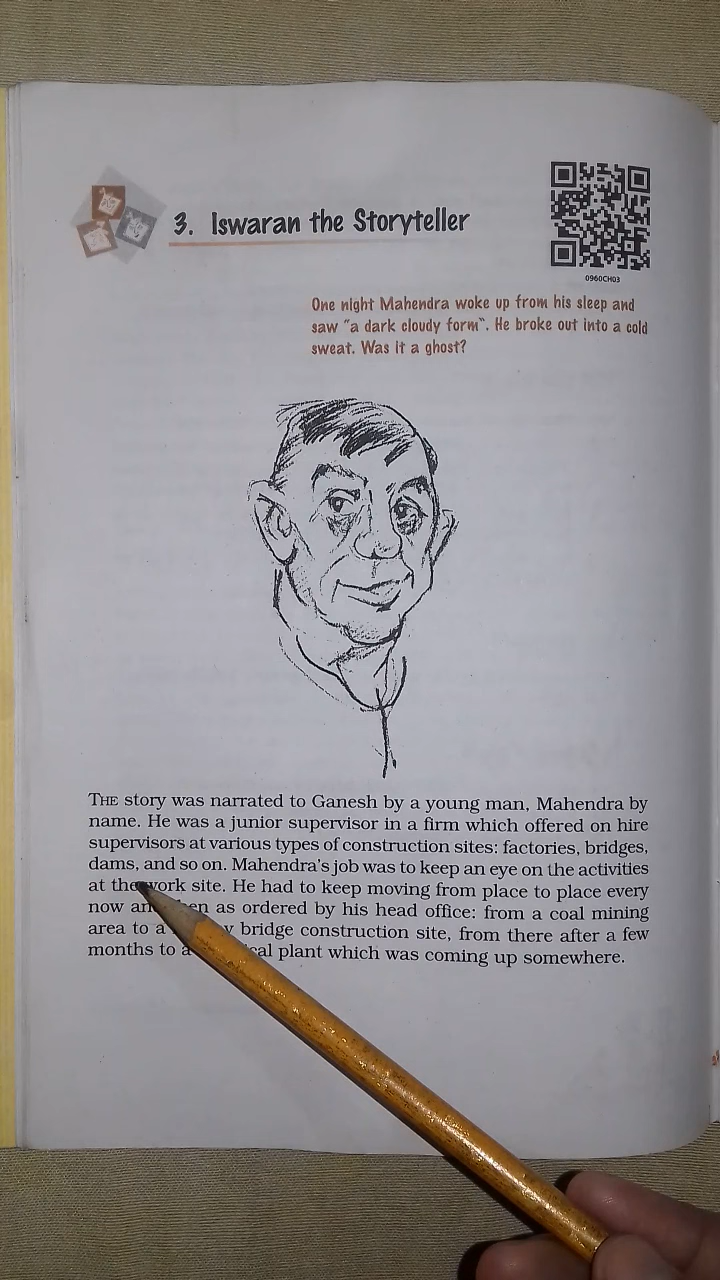 3. Iswaran the Storyteller
0960CH03
One night Mahendra woke up from his sleep and
saw "a dark cloudy form". He broke out into a cold
sweat. Was it a ghost?
THE story was narrated to Ganesh by a young man, Mahendra by
name. He was a junior supervisor in a firm which offered on hire
supervisors at various types of construction sites: factories, bridges,
dams, and so on. Mahendra's job was to keep an eye on the activities
at the work site. He had to keep moving from place to place every
now as ordered by his head office: from a coal mining
area to a bridge construction site, from there after a few
months to a plant which was coming up somewhere.